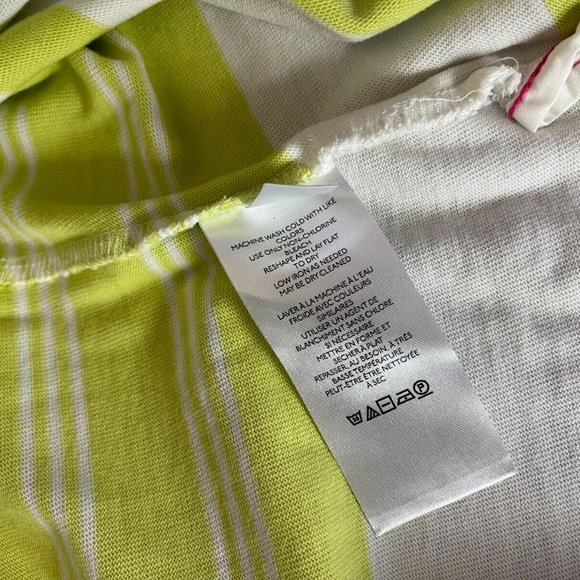 MACHINE WASH COLD WITH LIKE
COLORS
USE ONLY NON-CHLORINE
BLEACH
RESHAPE AND LAY FLAT
TO DRY
LOW IRON AS NEEDED
MAY BE DRY CLEANED
LAVER À LA MACHINE À L'EAU
FROIDE AVEC COULEURS
SIMILAIRES
UTILISER UN AGENT DE
BLANCHIMENT SANS CHLORE
SI NÉCESSAIRE
METTRE EN FORME ET
SÉCHER À PLAT
REPASSER, AU BESOIN, À TRÈS
BASSE TEMPÉRATURE
PEUT-ÊTRE ÊTRE NETTOYÉE
À SEC